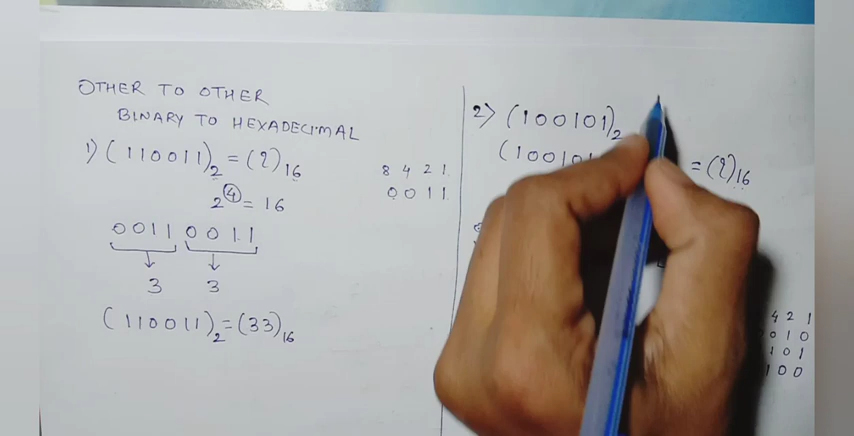 OTHER TO OTHER
BINARY TO HEXADECIMAL
1) (110011)₂ = (?)₁₆
2④ = 16
0011 0011
3 3
(110011)₂ = (33)₁₆
8 4 2 1
0 0 1 1
2) (100101)₂
(10010
= (?)₁₆
4 2 1
0 1 0
1 0 1
1 0 0